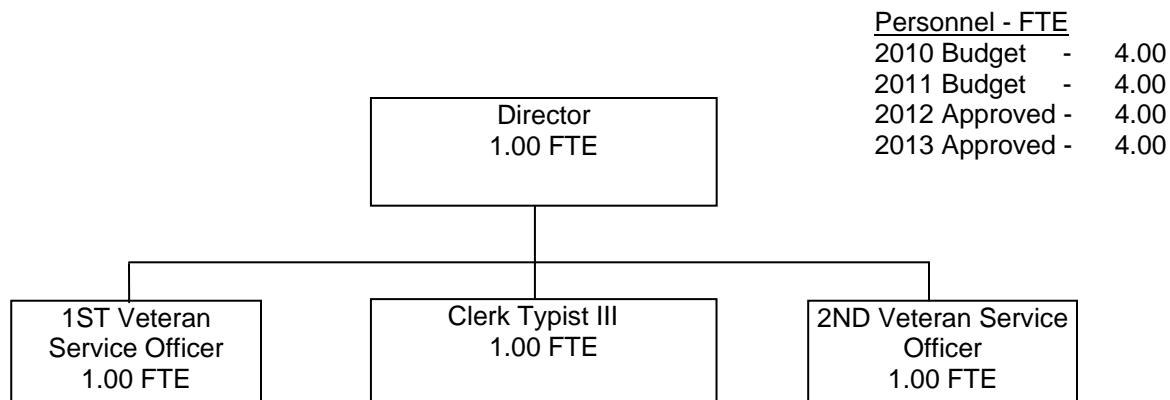 Personnel - FTE
2010 Budget - 4.00
2011 Budget - 4.00
2012 Approved - 4.00
2013 Approved - 4.00
Director
1.00 FTE
1ST Veteran
Service Officer
1.00 FTE
Clerk Typist III
1.00 FTE
2ND Veteran Service
Officer
1.00 FTE